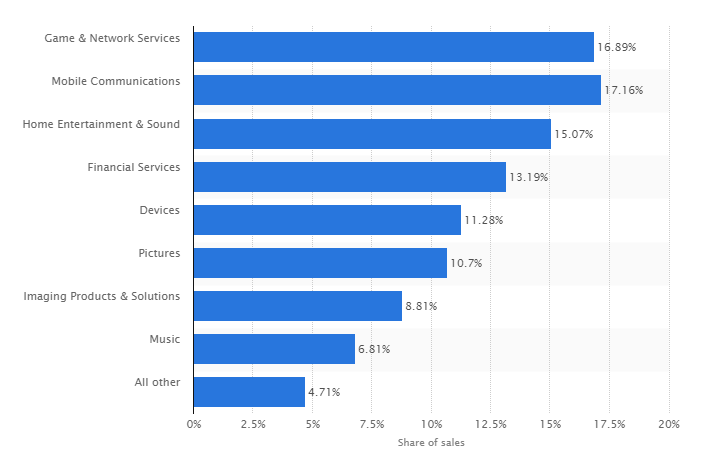 Game & Network Services 16.89%
Mobile Communications 17.16%
Home Entertainment & Sound 15.07%
Financial Services 13.19%
Devices 11.28%
Pictures 10.7%
Imaging Products & Solutions 8.81%
Music 6.81%
All other 4.71%
0% 2.5% 5% 7.5% 10% 12.5% 15% 17.5% 20%
Share of sales